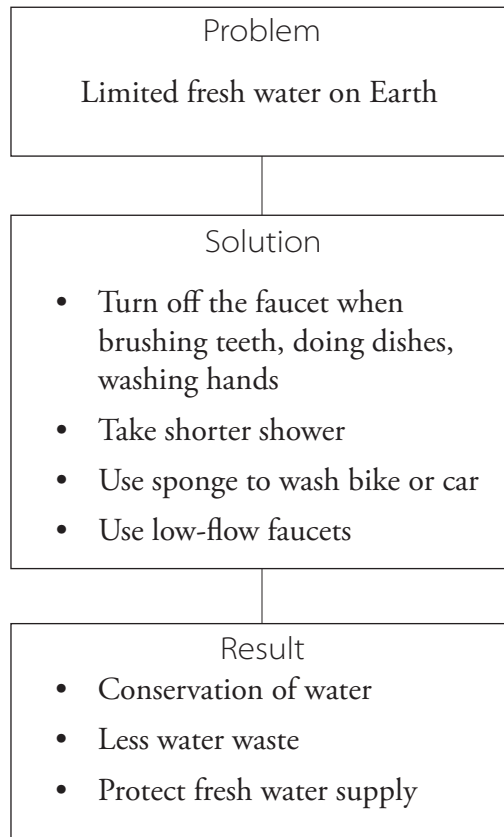 Problem
Limited fresh water on Earth
Solution
• Turn off the faucet when
brushing teeth, doing dishes,
washing hands
• Take shorter shower
• Use sponge to wash bike or car
• Use low-flow faucets
Result
• Conservation of water
• Less water waste
• Protect fresh water supply